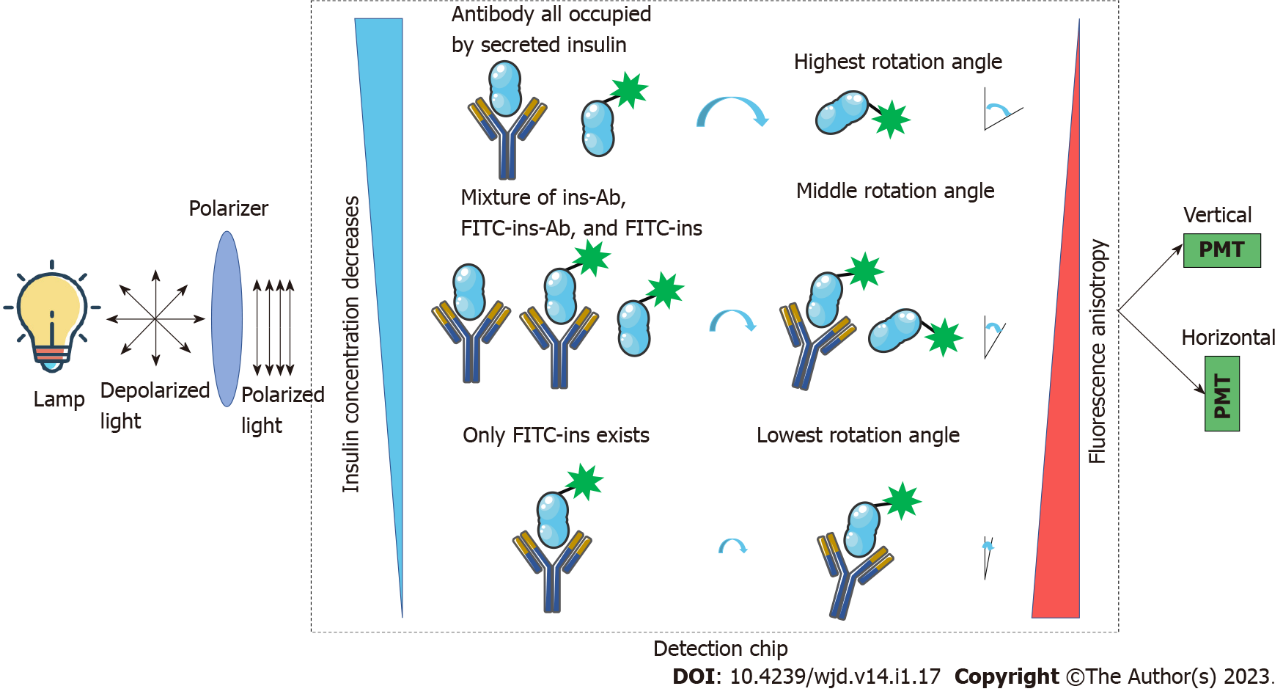 Antibody all occupied
by secreted insulin
Highest rotation angle
Mixture of ins-Ab,
FITC-ins-Ab, and FITC-ins
Middle rotation angle
Polarizer
Vertical
PMT
Insulin concentration decreases
Fluorescence anisotropy
Horizontal
PMT
Lamp
Depolarized
light
Polarized
light
Only FITC-ins exists
Lowest rotation angle
Detection chip
DOI: 10.4239/wjd.v14.i1.17 Copyright ©The Author(s) 2023.